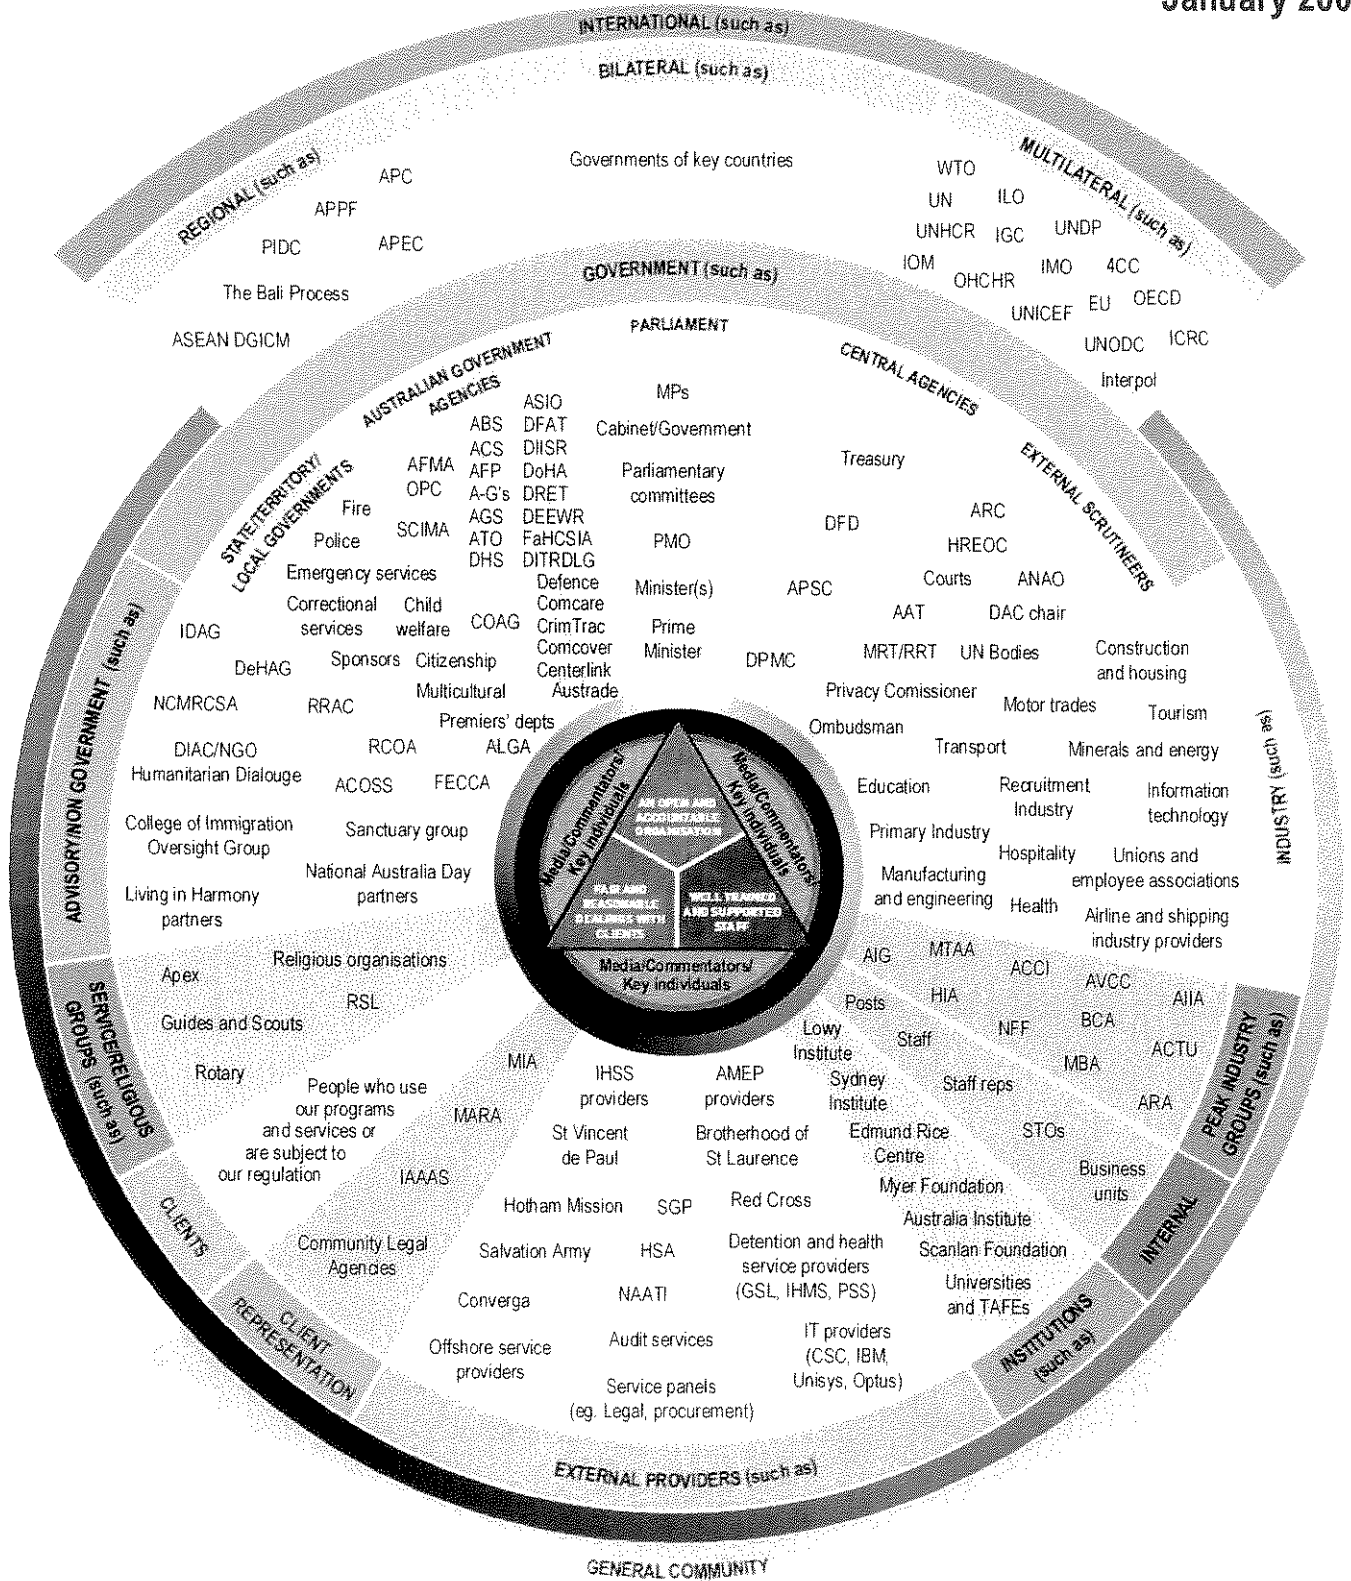 January 200
INTERNATIONAL (such as)
BILATERAL (such as)
Governments of key countries
REGIONAL (such as)
APC
APPF
PIDC
APEC
The Bali Process
ASEAN DGICM
MULTILATERAL (such as)
WTO
UN
ILO
UNHCR
IGC
UNDP
IOM
OHCHR
IMO
4CC
UNICEF
EU
OECD
UNODC
ICRC
Interpol
GOVERNMENT (such as)
PARLIAMENT
MPs
Cabinet/Government
Parliamentary
committees
PMO
Minister(s)
Prime
Minister
AUSTRALIAN GOVERNMENT
AGENCIES
ASIO
ABS
DFAT
ACS
DIISR
AFMA
AFP
DoHA
OPC
A-G's
DRET
AGS
DEEWR
SCIMA
ATO
FaHCSIA
DHS
DITRDLG
Defence
Comcare
COAG
CrimTrac
Comcover
Centerlink
Austrade
STATE/TERRITORY/
LOCAL GOVERNMENTS
Fire
Police
Emergency services
Correctional
services
Child
welfare
Sponsors
Citizenship
Multicultural
Premiers' depts
ALGA
CENTRAL AGENCIES
Treasury
DFD
APSC
DPMC
EXTERNAL SCRUTINEERS
ARC
HREOC
Courts
ANAO
AAT
DAC chair
MRT/RRT
UN Bodies
Privacy Comissioner
Ombudsman
INDUSTRY (such as)
Construction
and housing
Motor trades
Tourism
Transport
Minerals and energy
Education
Recruitment
Industry
Information
technology
Primary Industry
Hospitality
Unions and
employee associations
Manufacturing
and engineering
Health
Airline and shipping
industry providers
PEAK INDUSTRY
GROUPS (such as)
AIG
MTAA
ACCI
AVCC
AIIA
HIA
NFF
BCA
MBA
ACTU
ARA
INTERNAL
Posts
Staff
Staff reps
STOs
Business
units
INSTITUTIONS
(such as)
Lowy
Institute
Sydney
Institute
Edmund Rice
Centre
Myer Foundation
Australia Institute
Scanlan Foundation
Universities
and TAFEs
EXTERNAL PROVIDERS (such as)
IHSS
providers
AMEP
providers
St Vincent
de Paul
Brotherhood of
St Laurence
Hotham Mission
SGP
Red Cross
Salvation Army
HSA
Detention and health
service providers
(GSL, IHMS, PSS)
Converga
NAATI
Offshore service
providers
Audit services
IT providers
(CSC, IBM,
Unisys, Optus)
Service panels
(eg. Legal, procurement)
CLIENT
REPRESENTATION
MIA
MARA
IAAAS
Community Legal
Agencies
CLIENTS
People who use
our programs
and services or
are subject to
our regulation
SERVICE/RELIGIOUS
GROUPS (such as)
Apex
Religious organisations
RSL
Guides and Scouts
Rotary
ADVISORY/NON GOVERNMENT (such as)
IDAG
DeHAG
NCMRCSA
RRAC
DIAC/NGO
Humanitarian Dialouge
RCOA
ACOSS
FECCA
College of Immigration
Oversight Group
Sanctuary group
National Australia Day
partners
Living in Harmony
partners
Media/Commentators/
Key individuals
Media/Commentators/
Key individuals
AN OPEN AND
ACCOUNTABLE
ORGANISATION
FAIR AND
REASONABLE
DEALINGS WITH
CLIENTS
WELL-TRAINED
AND SUPPORTED
STAFF
Media/Commentators/
Key individuals
GENERAL COMMUNITY